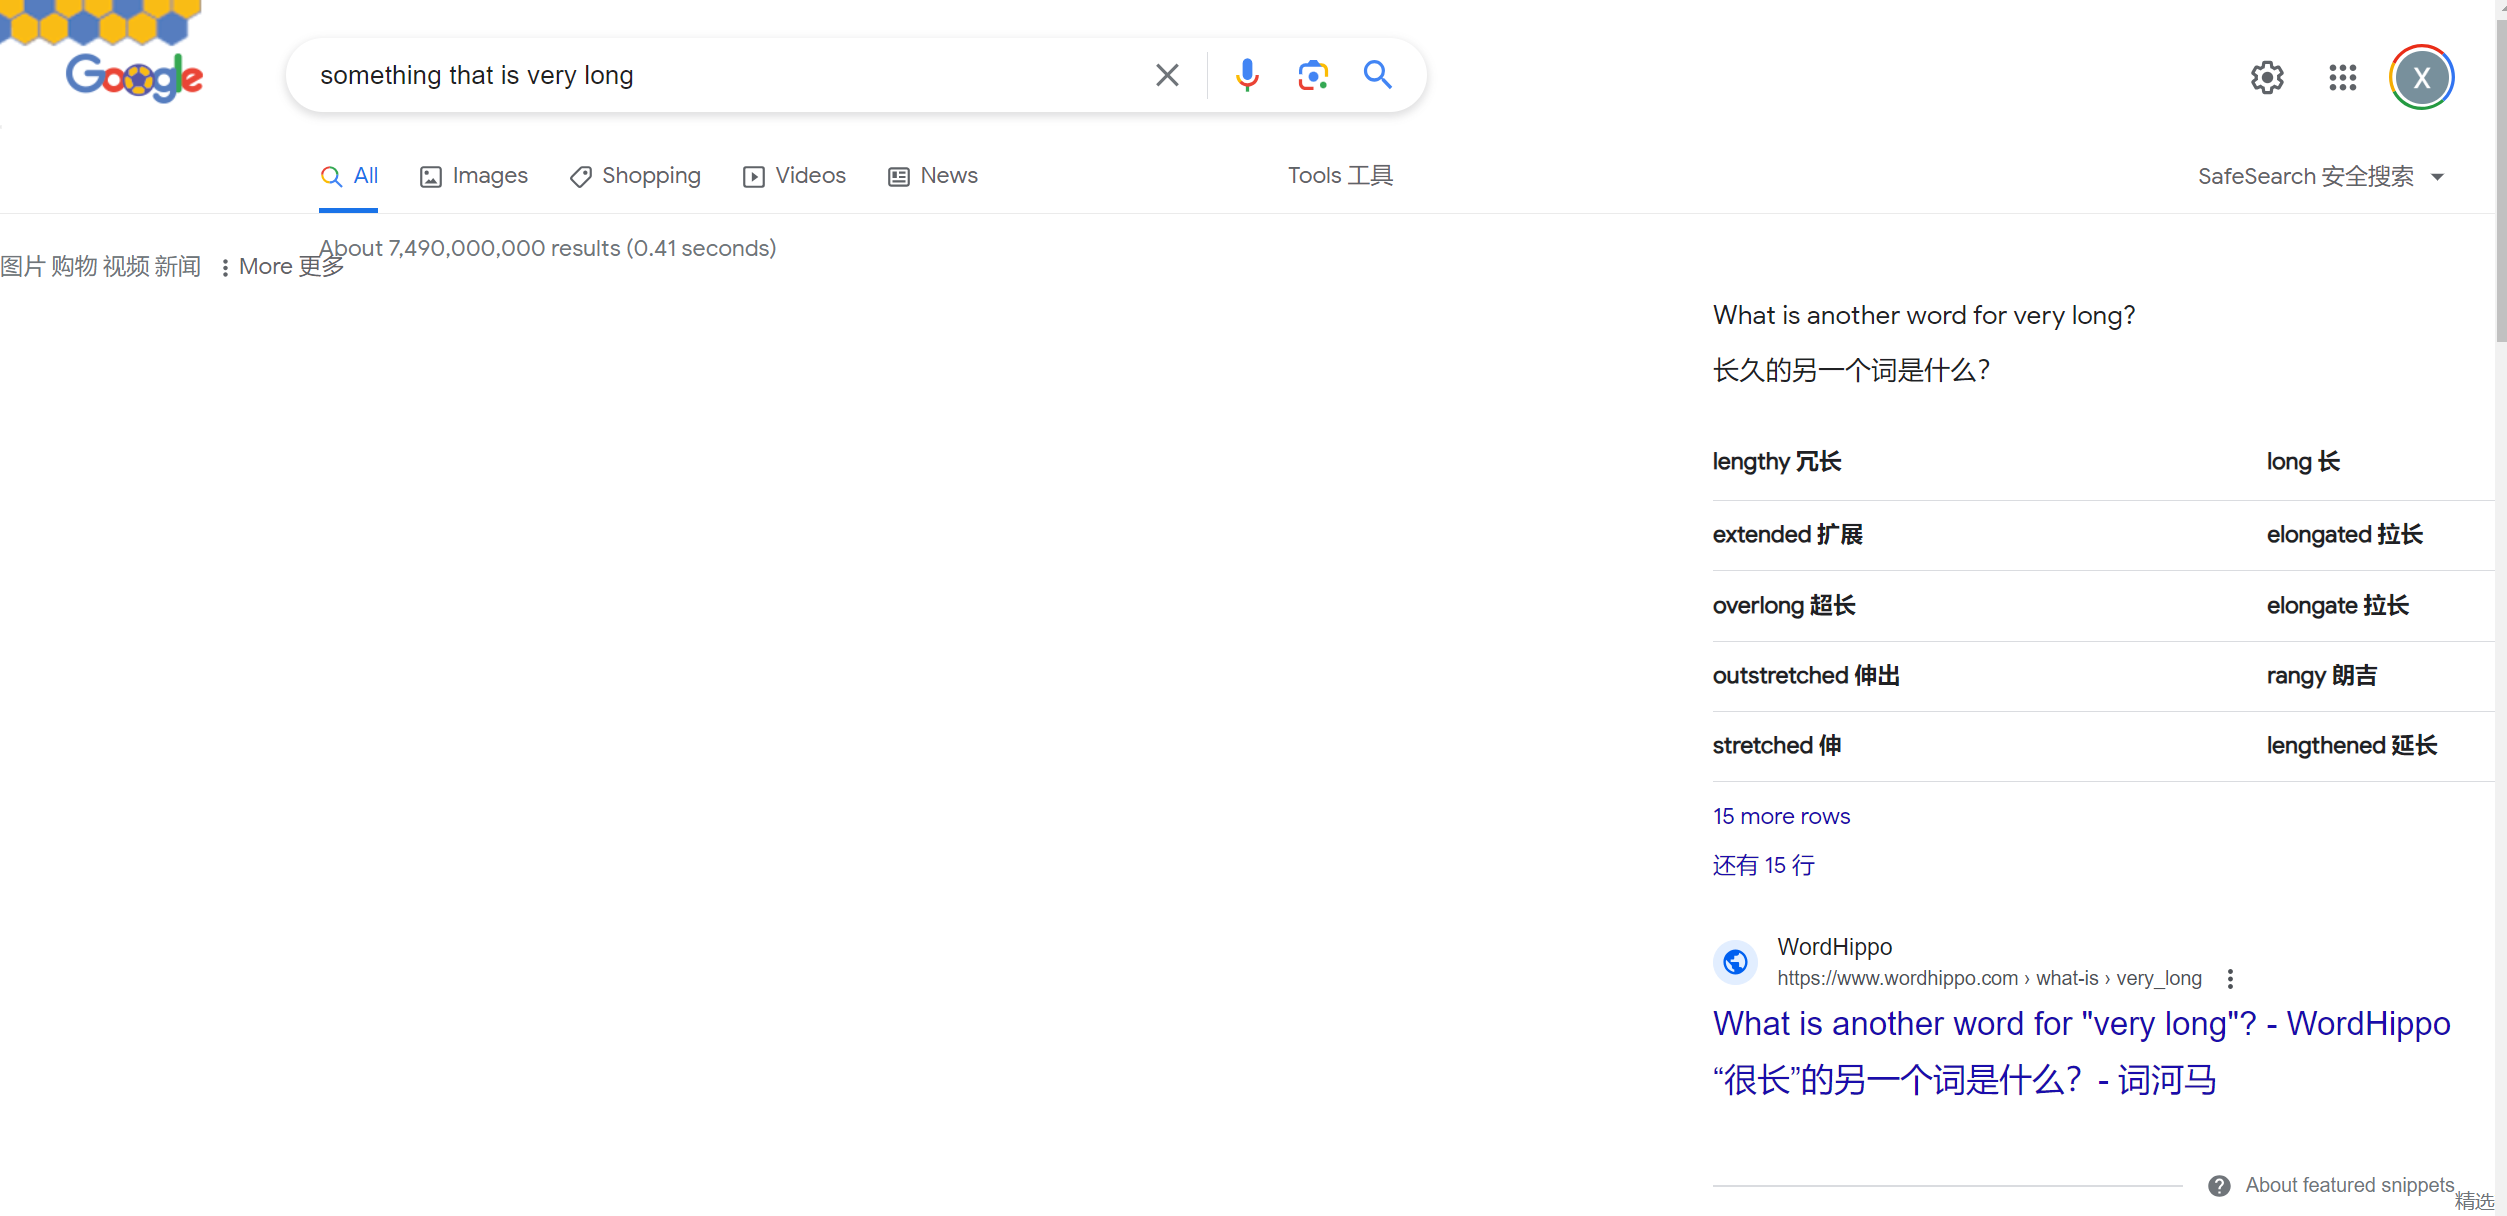 Google
something that is very long
X
All Images Shopping Videos News Tools 工具 SafeSearch 安全搜索
About 7,490,000,000 results (0.41 seconds)
图片 购物 视频 新闻 More 更多
What is another word for very long?
长久的另一个词是什么？
lengthy 冗长 long 长
extended 扩展 elongated 拉长
overlong 超长 elongate 拉长
outstretched 伸出 rangy 朗吉
stretched 伸 lengthened 延长
15 more rows
还有 15 行
WordHippo
https://www.wordhippo.com › what-is › very_long
What is another word for "very long"? - WordHippo
“很长”的另一个词是什么？ - 词河马
About featured snippets
精选